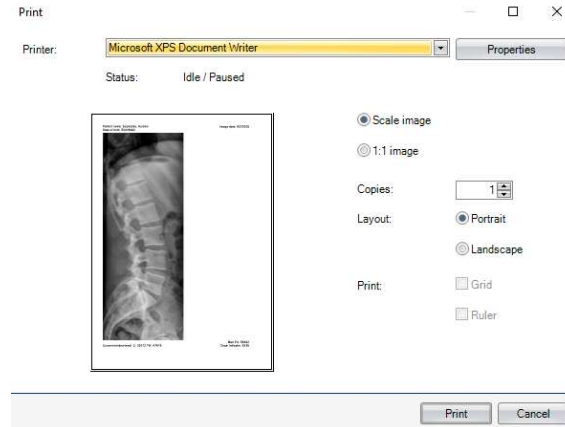 Print
Printer: Microsoft XPS Document Writer Properties
Status: Idle / Paused
Scale image
1:1 image
Copies: 1
Layout: Portrait
Landscape
Print: Grid
Ruler
Print Cancel